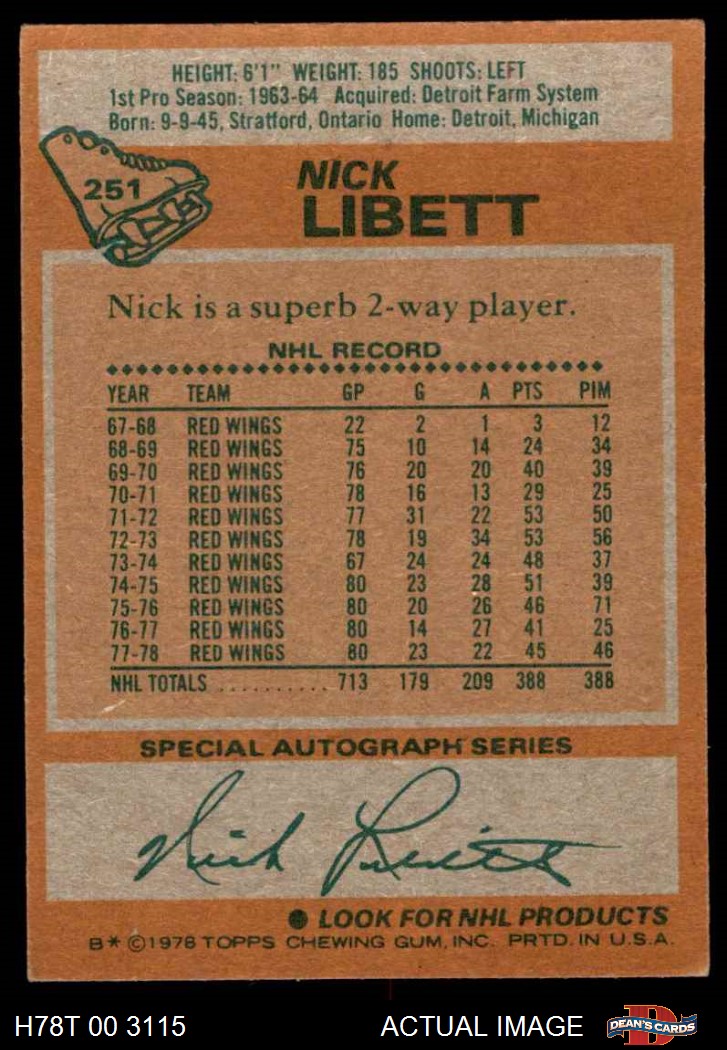 HEIGHT: 6'1" WEIGHT: 185 SHOOTS: LEFT
1st Pro Season: 1963-64 Acquired: Detroit Farm System
Born: 9-9-45, Stratford, Ontario Home: Detroit, Michigan
251
NICK
LIBETT
Nick is a superb 2-way player.
NHL RECORD
YEAR TEAM GP G A PTS PIM
67-68 RED WINGS 22 2 1 3 12
68-69 RED WINGS 75 10 14 24 34
69-70 RED WINGS 76 20 20 40 39
70-71 RED WINGS 78 16 13 29 25
71-72 RED WINGS 77 31 22 53 50
72-73 RED WINGS 78 19 34 53 56
73-74 RED WINGS 67 24 24 48 37
74-75 RED WINGS 80 23 28 51 39
75-76 RED WINGS 80 20 26 46 71
76-77 RED WINGS 80 14 27 41 25
77-78 RED WINGS 80 23 22 45 46
NHL TOTALS .......... 713 179 209 388 388
SPECIAL AUTOGRAPH SERIES
Nick Libett
● LOOK FOR NHL PRODUCTS
B* ©1978 TOPPS CHEWING GUM, INC. PRTD. IN U.S.A.
H78T 00 3115 ACTUAL IMAGE D DEAN'S CARDS